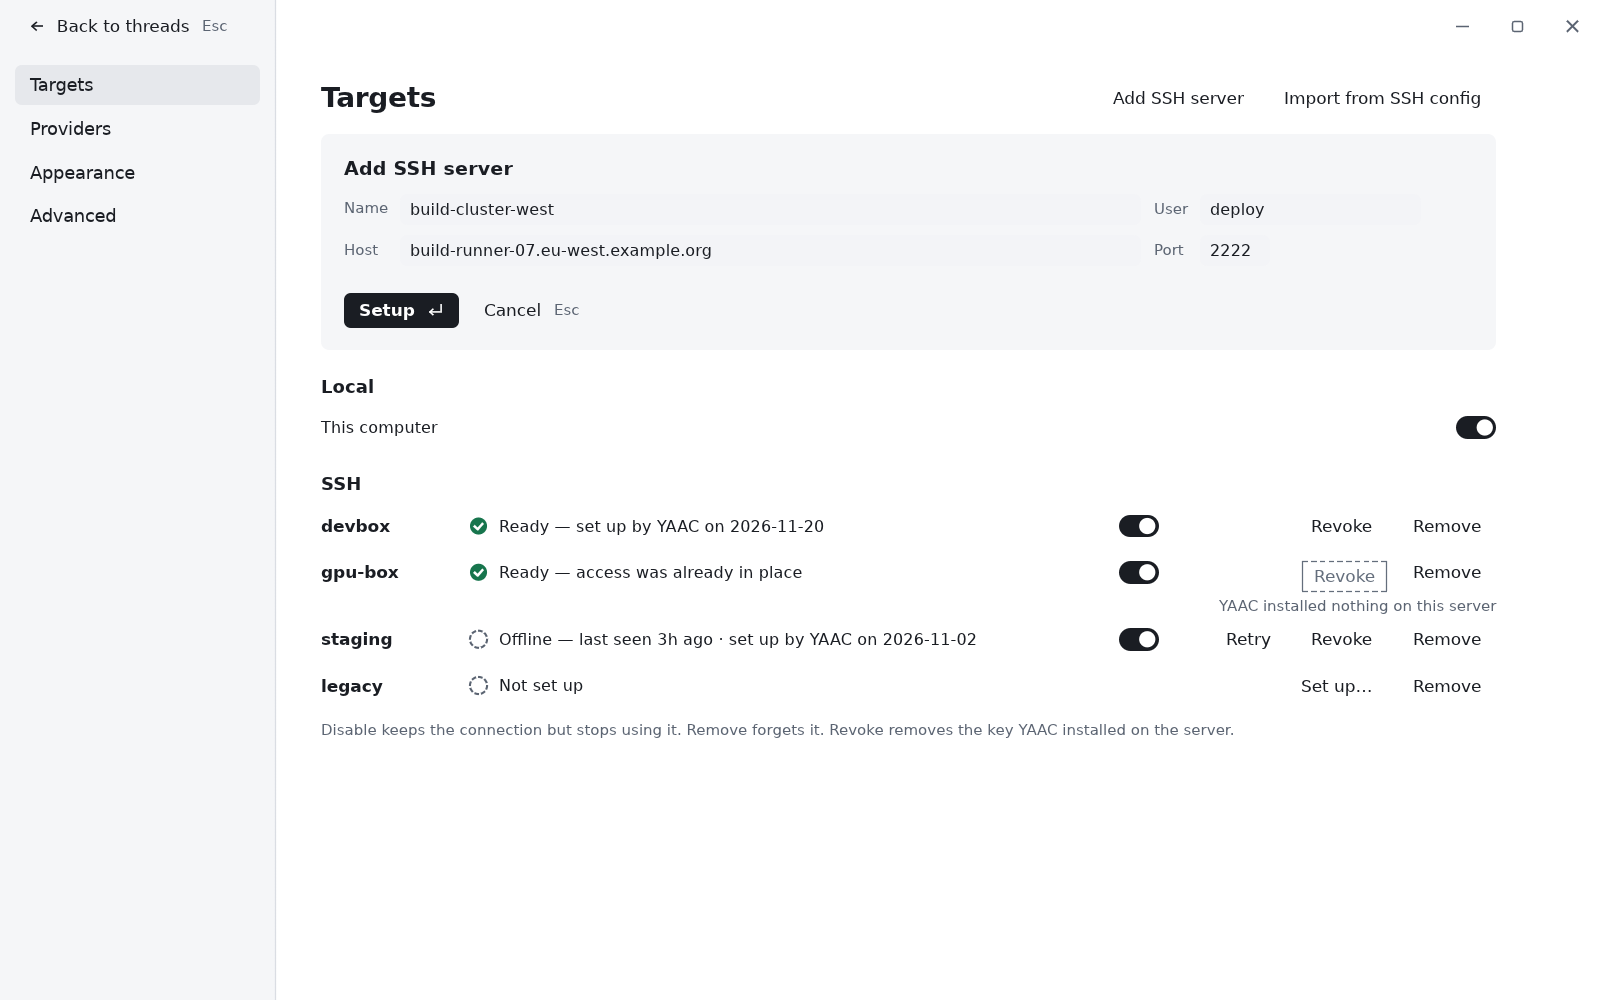 Back to threads Esc
Targets
Providers
Appearance
Advanced
Targets Add SSH server Import from SSH config
Add SSH server
Name build-cluster-west User deploy
Host build-runner-07.eu-west.example.org Port 2222
Setup Cancel Esc
Local
This computer
SSH
devbox Ready — set up by YAAC on 2026-11-20 Revoke Remove
gpu-box Ready — access was already in place Revoke Remove
YAAC installed nothing on this server
staging Offline — last seen 3h ago · set up by YAAC on 2026-11-02 Retry Revoke Remove
legacy Not set up Set up… Remove
Disable keeps the connection but stops using it. Remove forgets it. Revoke removes the key YAAC installed on the server.